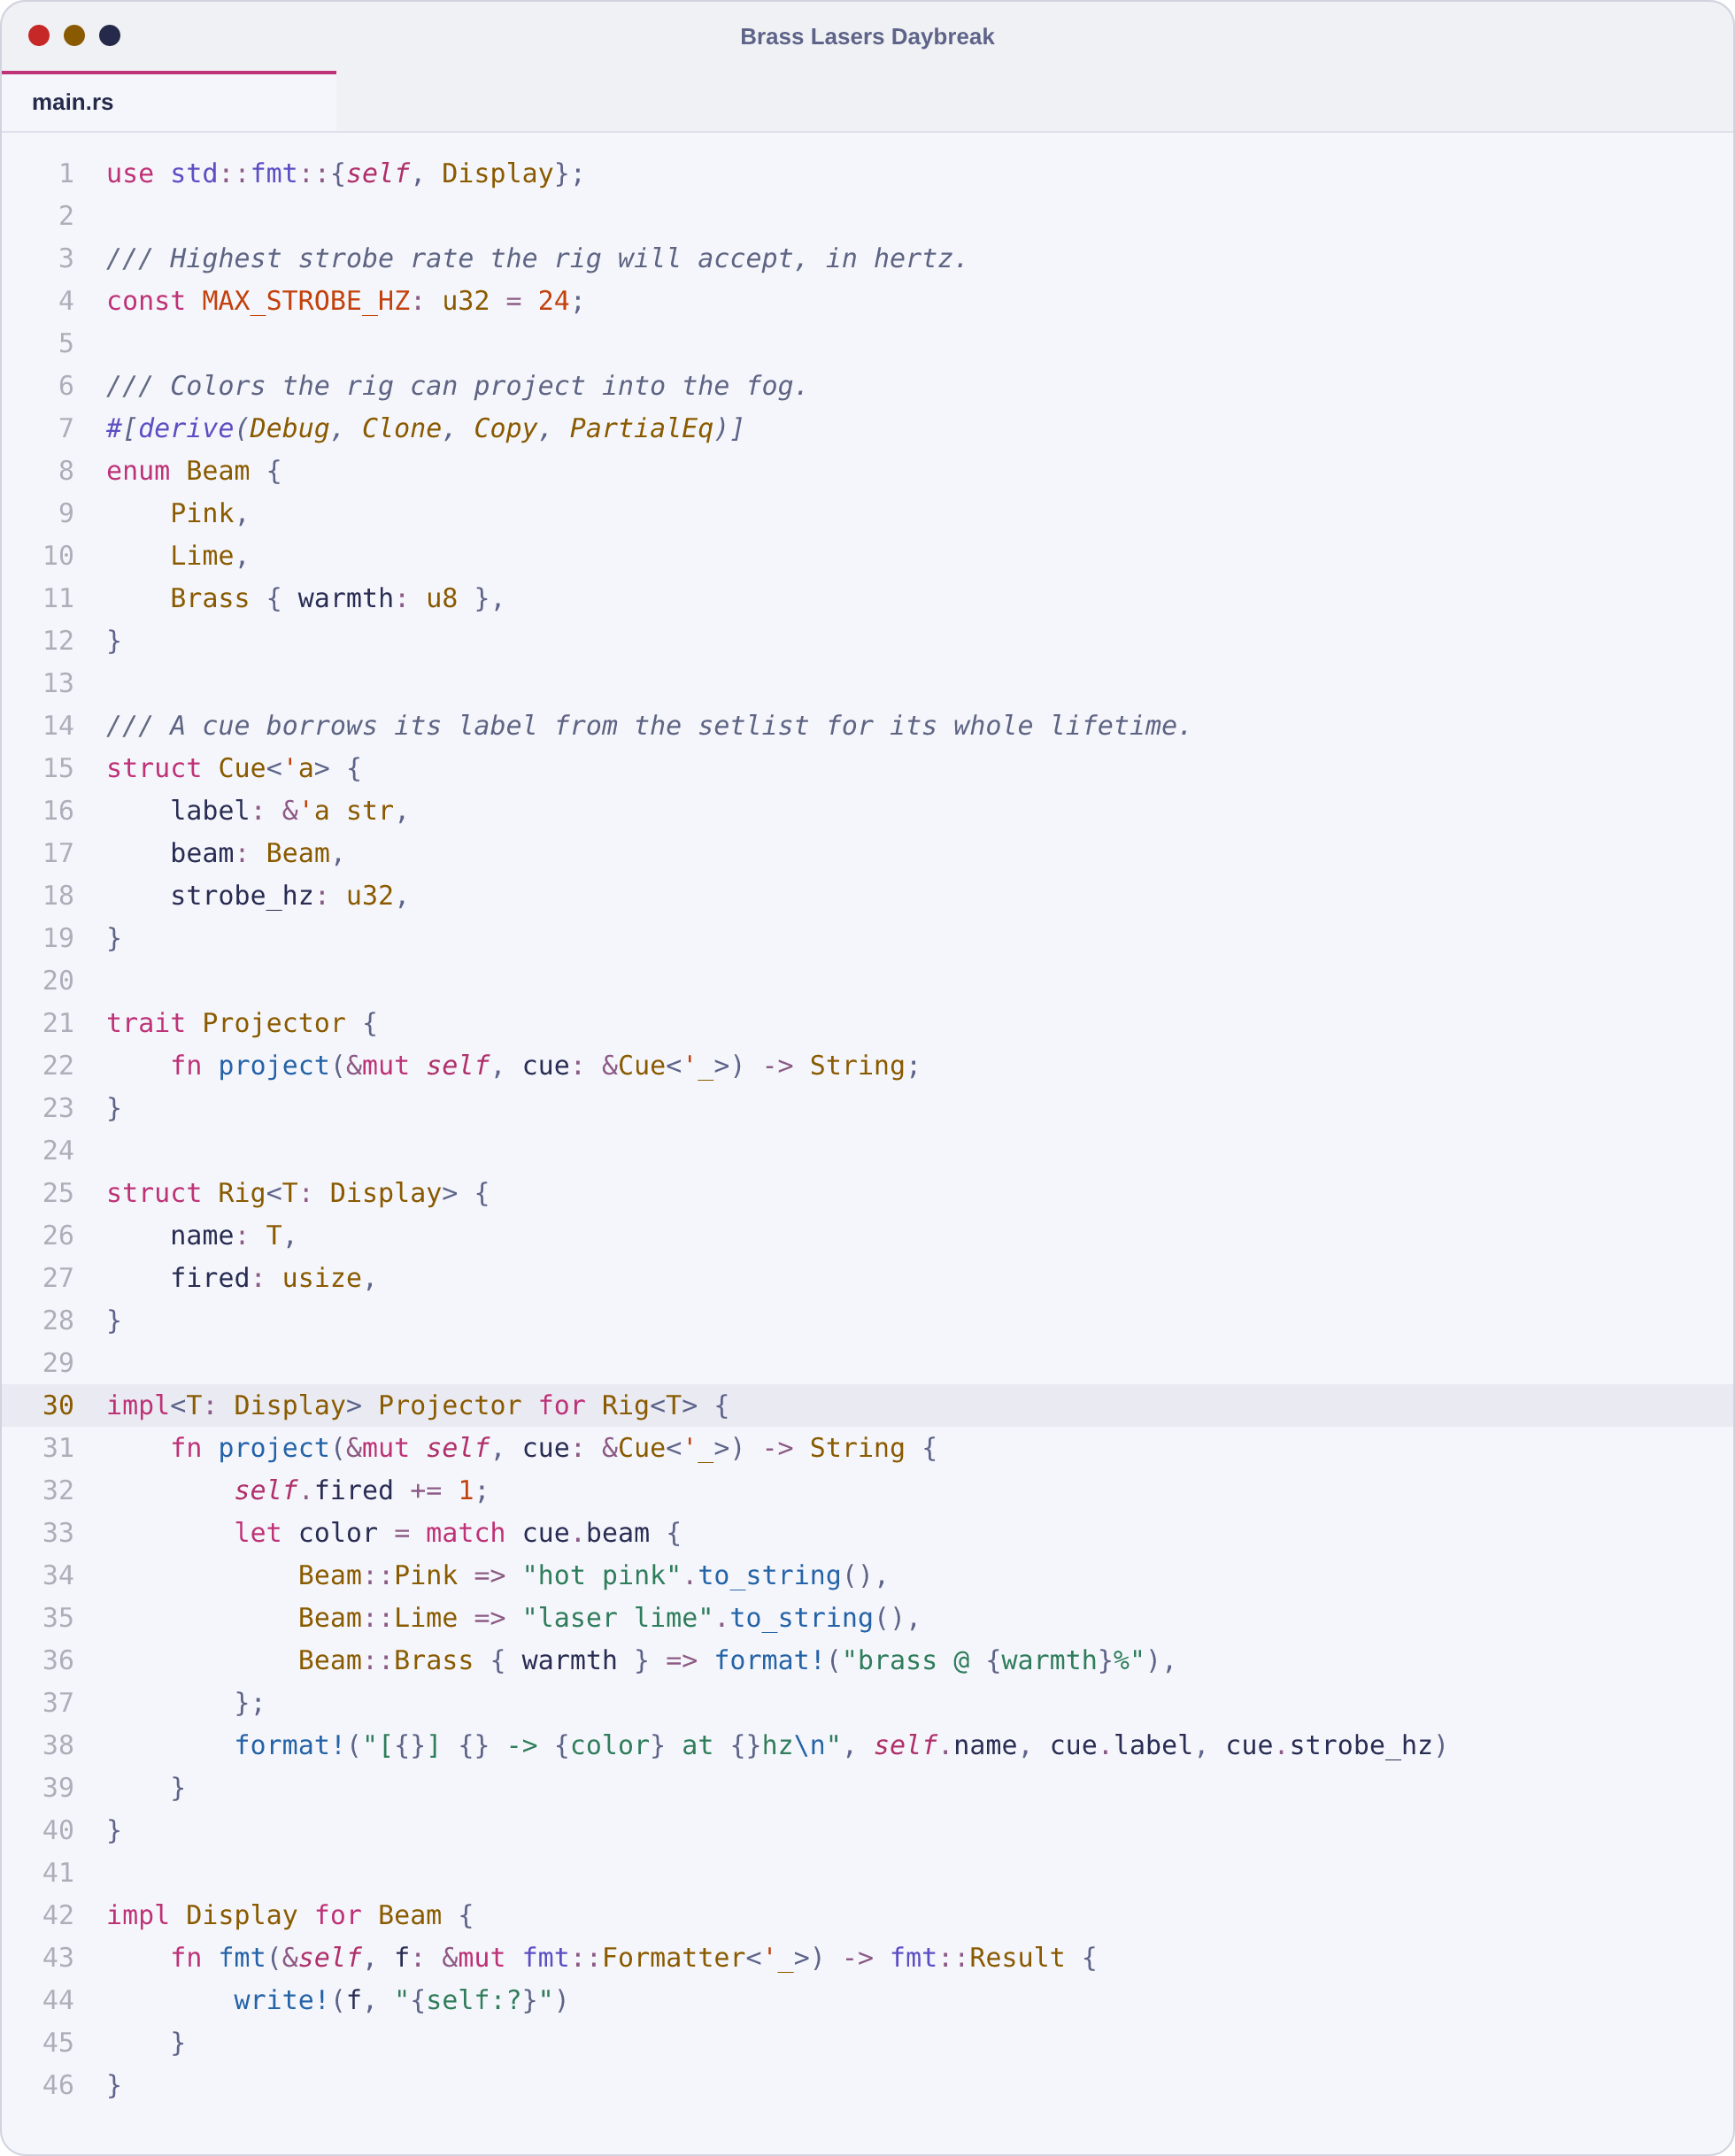 Brass Lasers Daybreak
main.rs
1 use std::fmt::{self, Display};
2
3 /// Highest strobe rate the rig will accept, in hertz.
4 const MAX_STROBE_HZ: u32 = 24;
5
6 /// Colors the rig can project into the fog.
7 #[derive(Debug, Clone, Copy, PartialEq)]
8 enum Beam {
9     Pink,
10     Lime,
11     Brass { warmth: u8 },
12 }
13
14 /// A cue borrows its label from the setlist for its whole lifetime.
15 struct Cue<'a> {
16     label: &'a str,
17     beam: Beam,
18     strobe_hz: u32,
19 }
20
21 trait Projector {
22     fn project(&mut self, cue: &Cue<'_>) -> String;
23 }
24
25 struct Rig<T: Display> {
26     name: T,
27     fired: usize,
28 }
29
30 impl<T: Display> Projector for Rig<T> {
31     fn project(&mut self, cue: &Cue<'_>) -> String {
32         self.fired += 1;
33         let color = match cue.beam {
34             Beam::Pink => "hot pink".to_string(),
35             Beam::Lime => "laser lime".to_string(),
36             Beam::Brass { warmth } => format!("brass @ {warmth}%"),
37         };
38         format!("[{}] {} -> {color} at {}hz\n", self.name, cue.label, cue.strobe_hz)
39     }
40 }
41
42 impl Display for Beam {
43     fn fmt(&self, f: &mut fmt::Formatter<'_>) -> fmt::Result {
44         write!(f, "{self:?}")
45     }
46 }